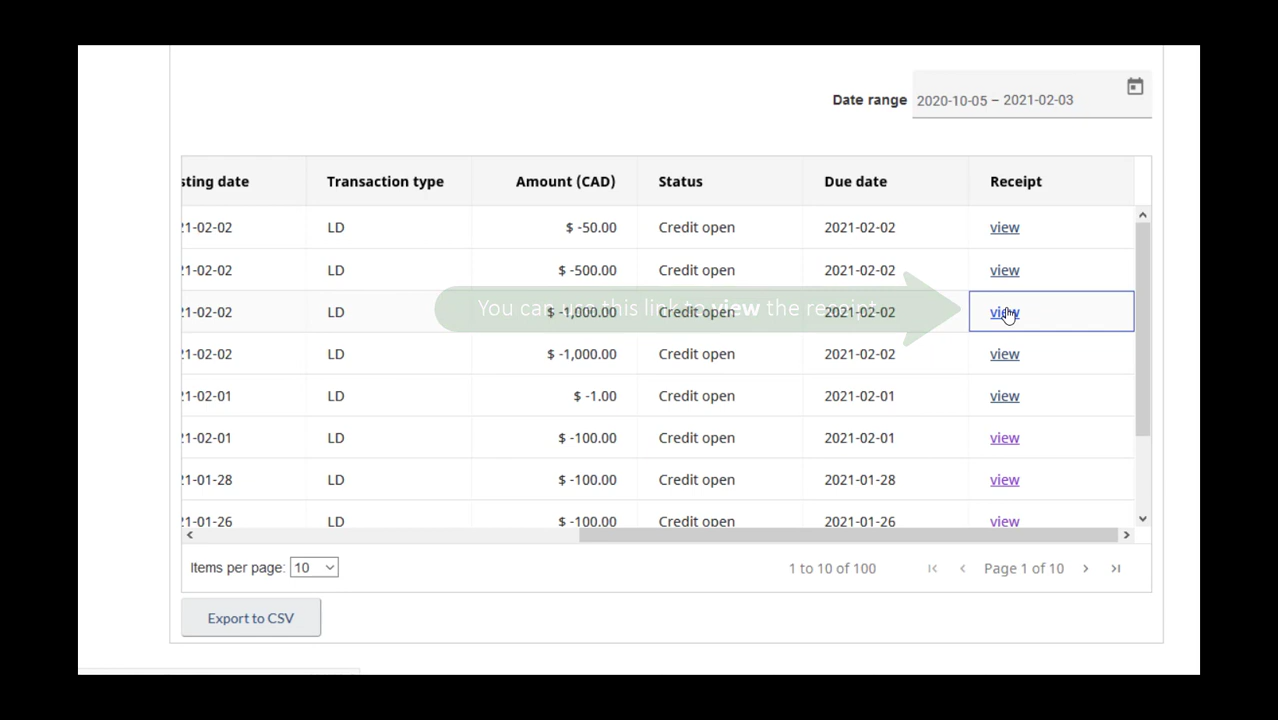 Date range 2020-10-05 – 2021-02-03
sting date Transaction type Amount (CAD) Status Due date Receipt
21-02-02 LD $ -50.00 Credit open 2021-02-02 view
21-02-02 LD $ -500.00 Credit open 2021-02-02 view
You can use this link to view the receipt
21-02-02 LD $ -1,000.00 Credit open 2021-02-02 view
21-02-02 LD $ -1,000.00 Credit open 2021-02-02 view
21-02-01 LD $ -1.00 Credit open 2021-02-01 view
21-02-01 LD $ -100.00 Credit open 2021-02-01 view
21-01-28 LD $ -100.00 Credit open 2021-01-28 view
21-01-26 LD $ -100.00 Credit open 2021-01-26 view
Items per page: 10 1 to 10 of 100 Page 1 of 10
Export to CSV